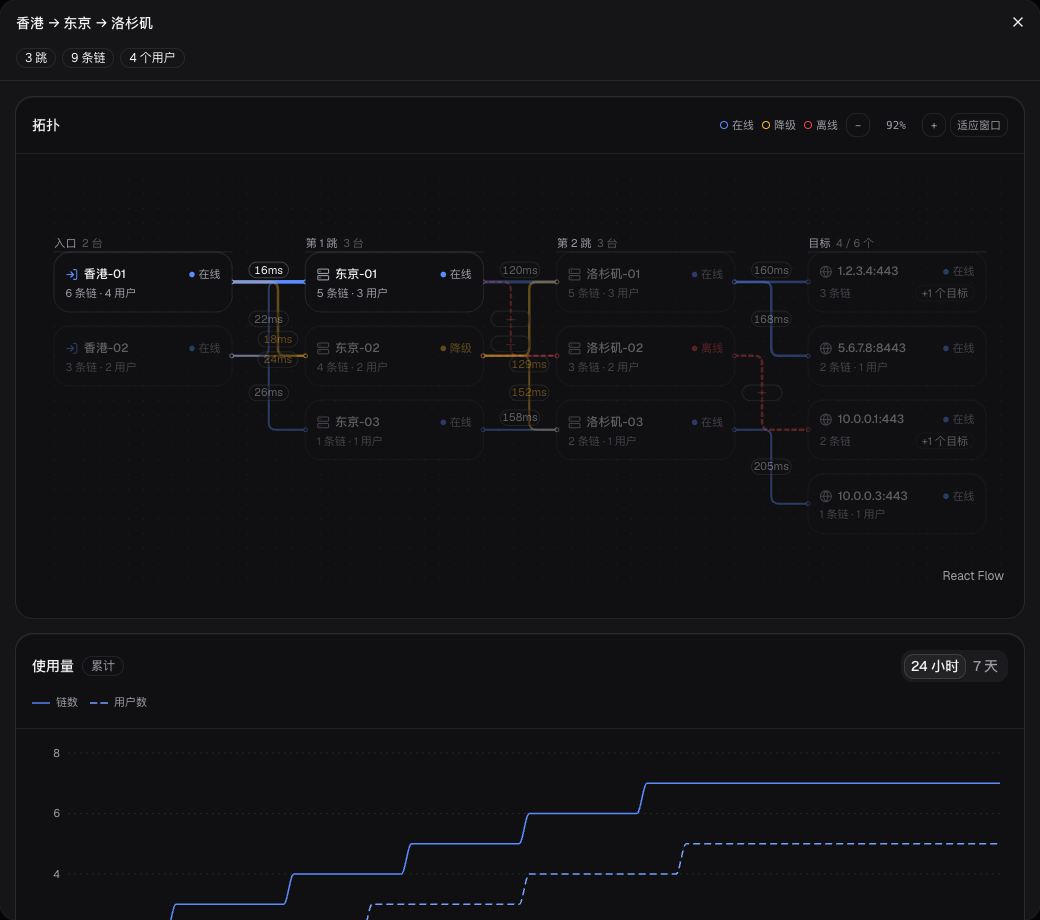 香港 → 东京 → 洛杉矶
3 跳 9 条链 4 个用户
拓扑
在线 降级 离线 − 92% + 适应窗口
入口 2 台
第 1 跳 3 台
第 2 跳 3 台
目标 4 / 6 个
香港-01 在线
6 条链 · 4 用户
16ms
东京-01 在线
5 条链 · 3 用户
120ms
洛杉矶-01 在线
5 条链 · 3 用户
160ms
1.2.3.4:443 在线
3 条链 +1 个目标
22ms
18ms
24ms
168ms
香港-02 在线
3 条链 · 2 用户
东京-02 降级
4 条链 · 2 用户
129ms
洛杉矶-02 离线
3 条链 · 2 用户
5.6.7.8:8443 在线
2 条链 · 1 用户
26ms
152ms
158ms
东京-03 在线
1 条链 · 1 用户
洛杉矶-03 在线
2 条链 · 1 用户
10.0.0.1:443 在线
2 条链 +1 个目标
205ms
10.0.0.3:443 在线
1 条链 · 1 用户
React Flow
使用量 累计
24 小时 7 天
链数 用户数
8
6
4